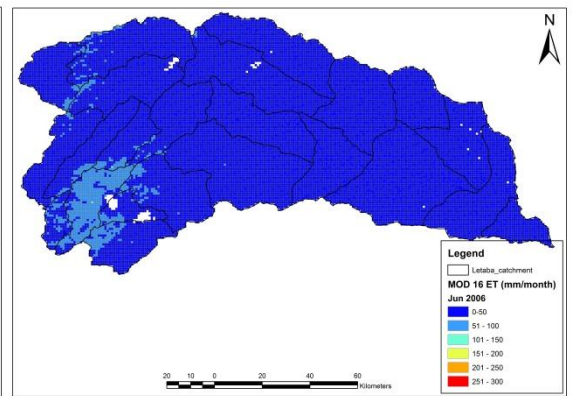 N
Legend
Letaba_catchment
MOD 16 ET (mm/month)
Jun 2006
0-50
51 - 100
101 - 150
151 - 200
201 - 250
251 - 300
20 10 0 20 40 60
Kilometers